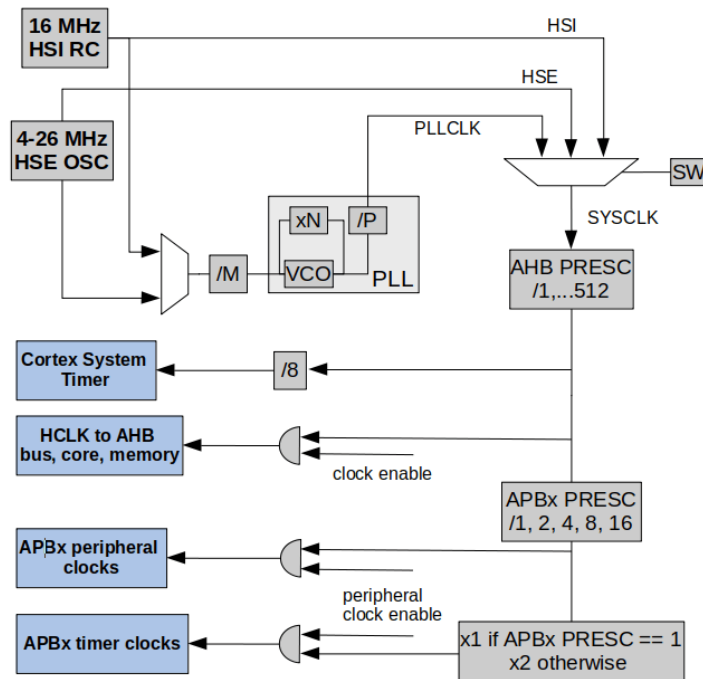 16 MHz
HSI RC
HSI
HSE
4-26 MHz
HSE OSC
PLLCLK
SW
xN
/P
SYSCLK
/M
VCO
PLL
AHB PRESC
/1,...512
Cortex System
Timer
/8
HCLK to AHB
bus, core, memory
clock enable
APBx PRESC
/1, 2, 4, 8, 16
APBx peripheral
clocks
peripheral
clock enable
APBx timer clocks
x1 if APBx PRESC == 1
x2 otherwise